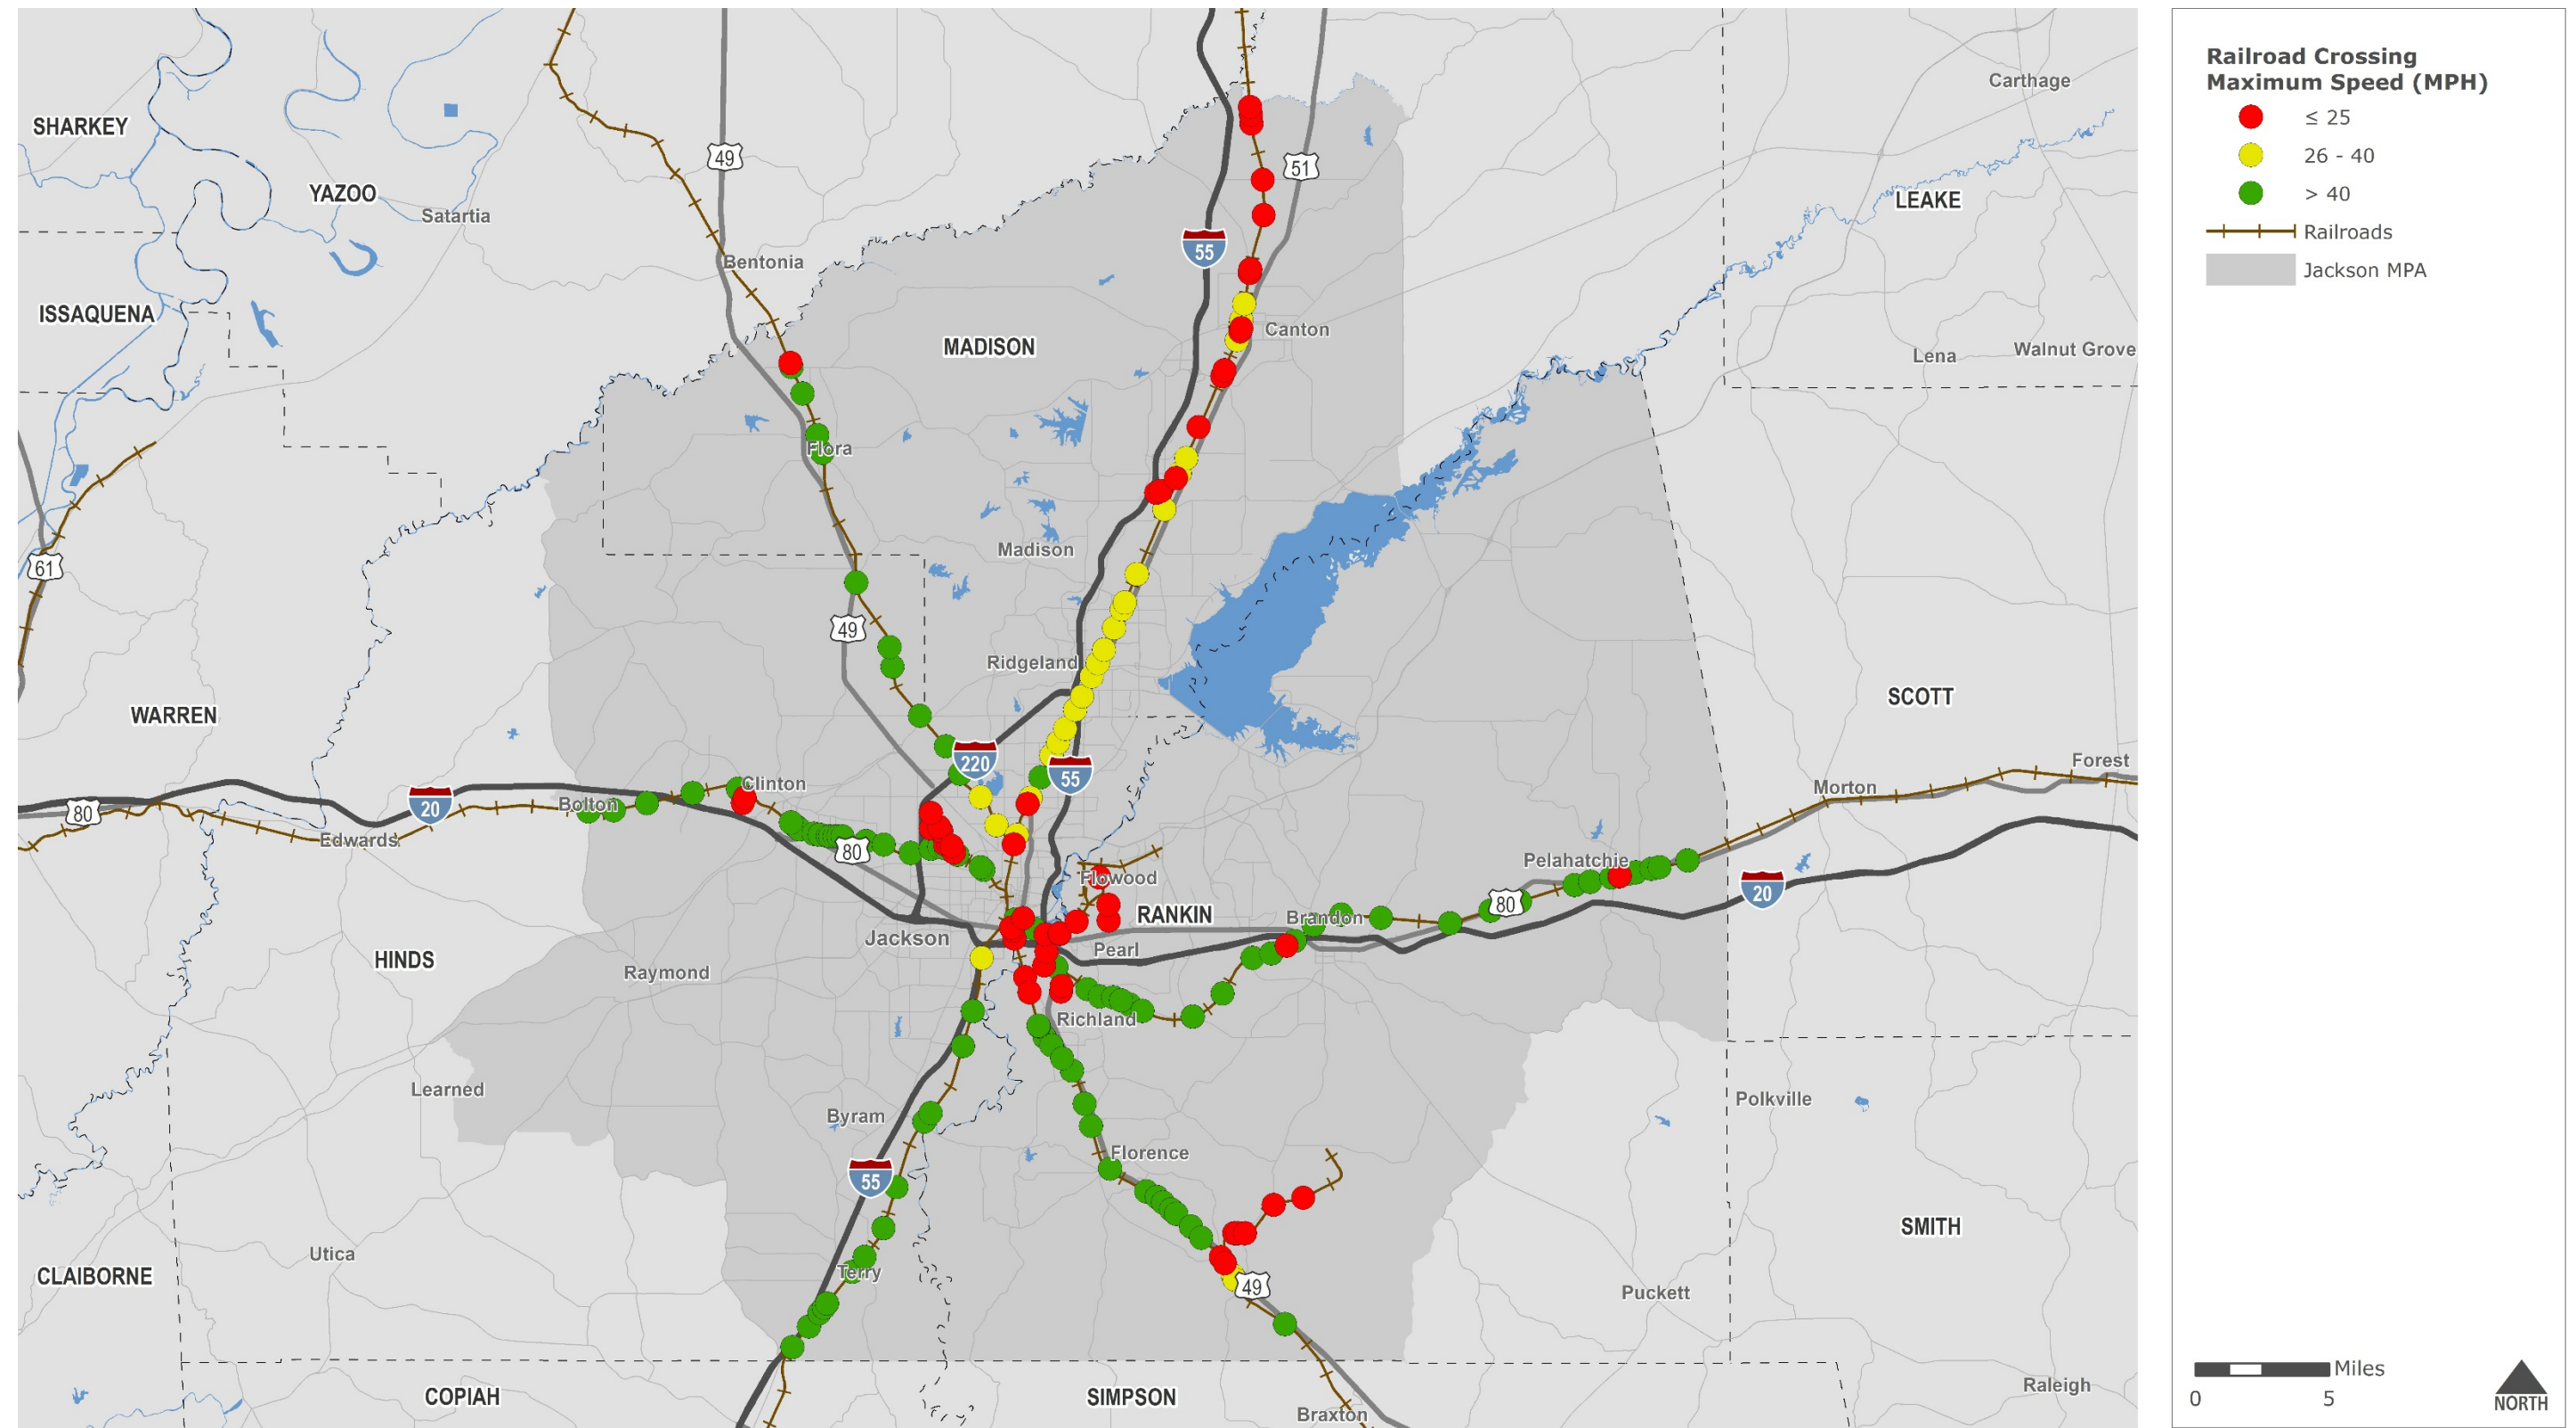 Railroad Crossing
Maximum Speed (MPH)
≤ 25
26 - 40
> 40
Railroads
Jackson MPA
Miles
0 5
NORTH
Carthage
SHARKEY
49
51
YAZOO
LEAKE
Satartia
55
Bentonia
ISSAQUENA
Canton
MADISON
Lena
Walnut Grove
Flora
Madison
61
49
Ridgeland
SCOTT
WARREN
220
55
Forest
Clinton
Morton
20
Bolton
80
Edwards
80
Pelahatchie
Flowood
20
80
RANKIN
Brandon
Jackson
Pearl
HINDS
Raymond
Richland
Learned
Polkville
Byram
Florence
55
SMITH
Utica
Terry
CLAIBORNE
49
Puckett
Raleigh
COPIAH
SIMPSON
Braxton